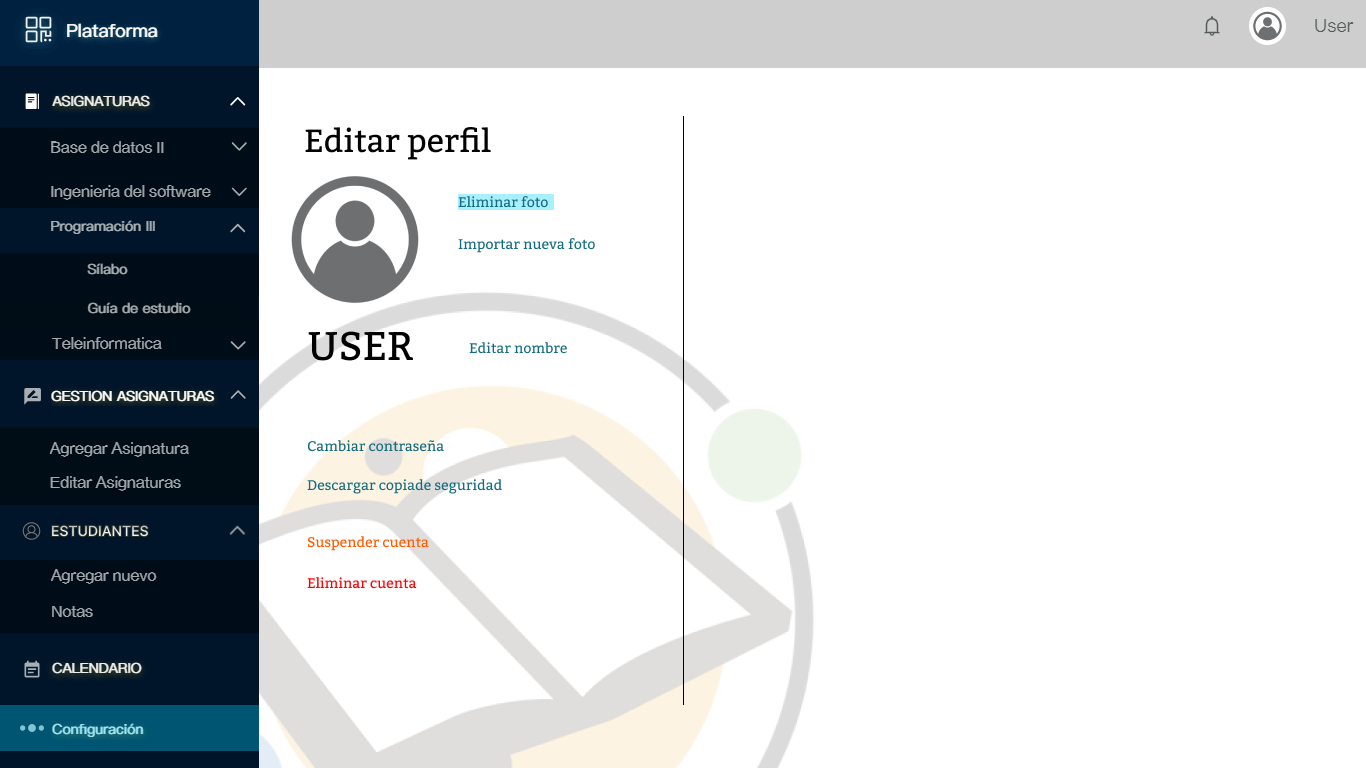 Plataforma
User
ASIGNATURAS
Base de datos II
Ingenieria del software
Programación III
Sílabo
Guía de estudio
Teleinformatica
GESTION ASIGNATURAS
Agregar Asignatura
Editar Asignaturas
ESTUDIANTES
Agregar nuevo
Notas
CALENDARIO
Configuración
Editar perfil
Eliminar foto
Importar nueva foto
USER
Editar nombre
Cambiar contraseña
Descargar copiade seguridad
Suspender cuenta
Eliminar cuenta